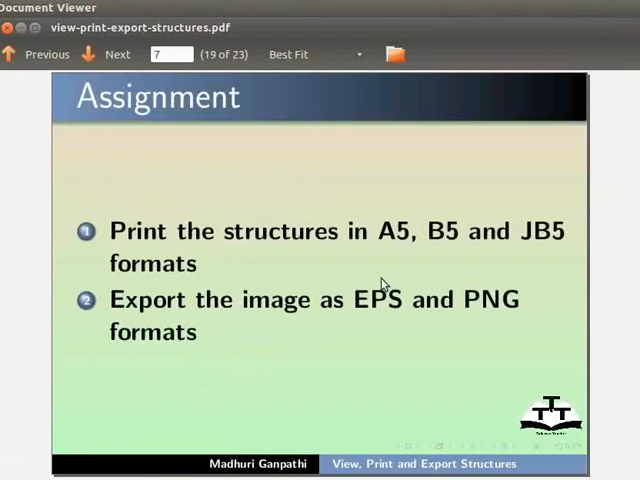 Document Viewer
view-print-export-structures.pdf
Previous Next 7 (19 of 23) Best Fit
Assignment
1 Print the structures in A5, B5 and JB5
formats
2 Export the image as EPS and PNG
formats
Madhuri Ganpathi View, Print and Export Structures